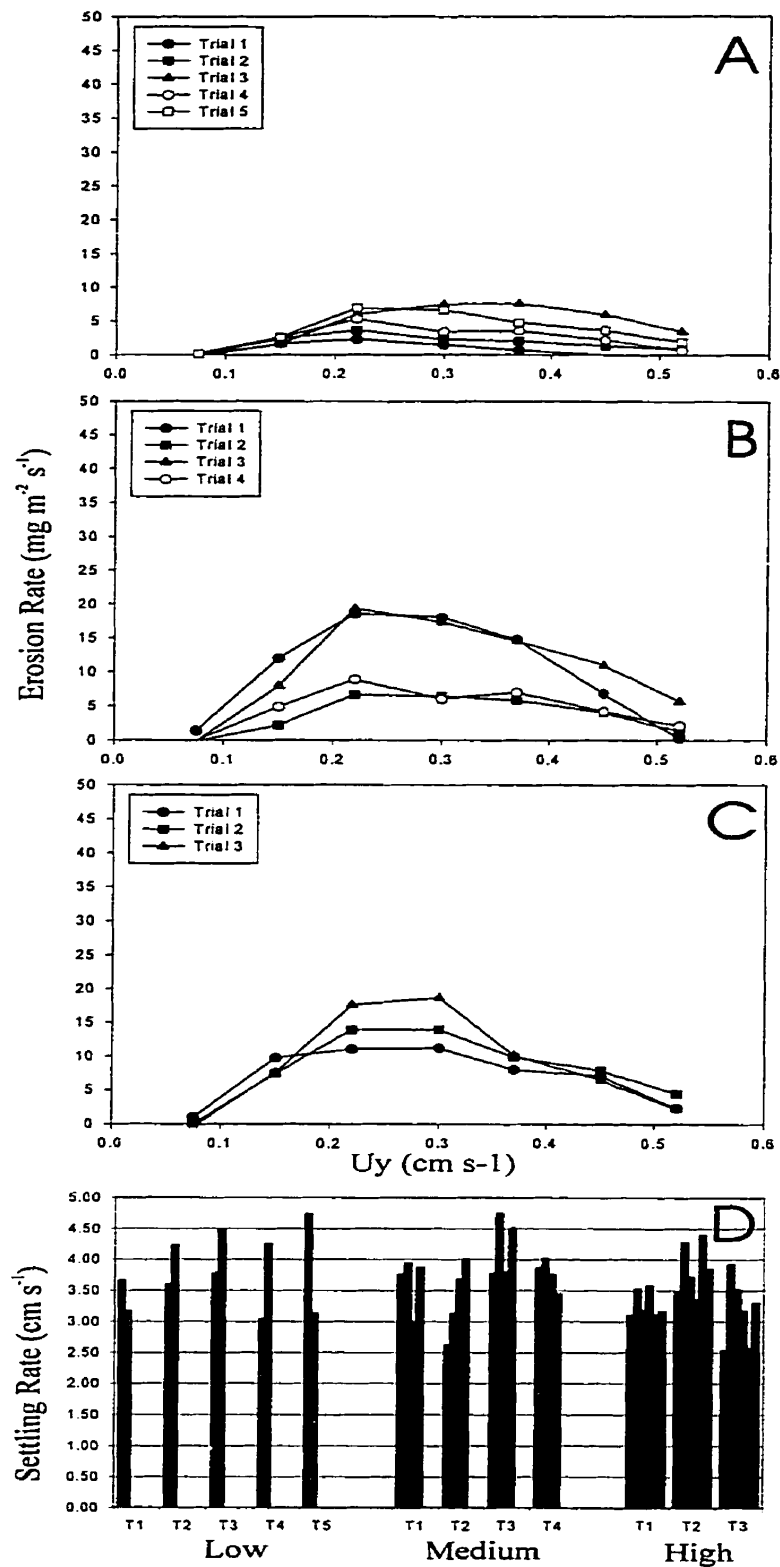 50
45
40
35
30
25
20
15
10
5
0
Trial 1
Trial 2
Trial 3
Trial 4
Trial 5
A
0.0 0.1 0.2 0.3 0.4 0.5 0.6
Erosion Rate (mg m⁻² s⁻¹)
50
45
40
35
30
25
20
15
10
5
0
Trial 1
Trial 2
Trial 3
Trial 4
B
0.0 0.1 0.2 0.3 0.4 0.5 0.6
50
45
40
35
30
25
20
15
10
5
0
Trial 1
Trial 2
Trial 3
C
0.0 0.1 0.2 0.3 0.4 0.5 0.6
Uy (cm s-1)
Settling Rate (cm s⁻¹)
5.00
4.50
4.00
3.50
3.00
2.50
2.00
1.50
1.00
0.50
0.00
D
T1 T2 T3 T4 T5 T1 T2 T3 T4 T1 T2 T3
Low Medium High